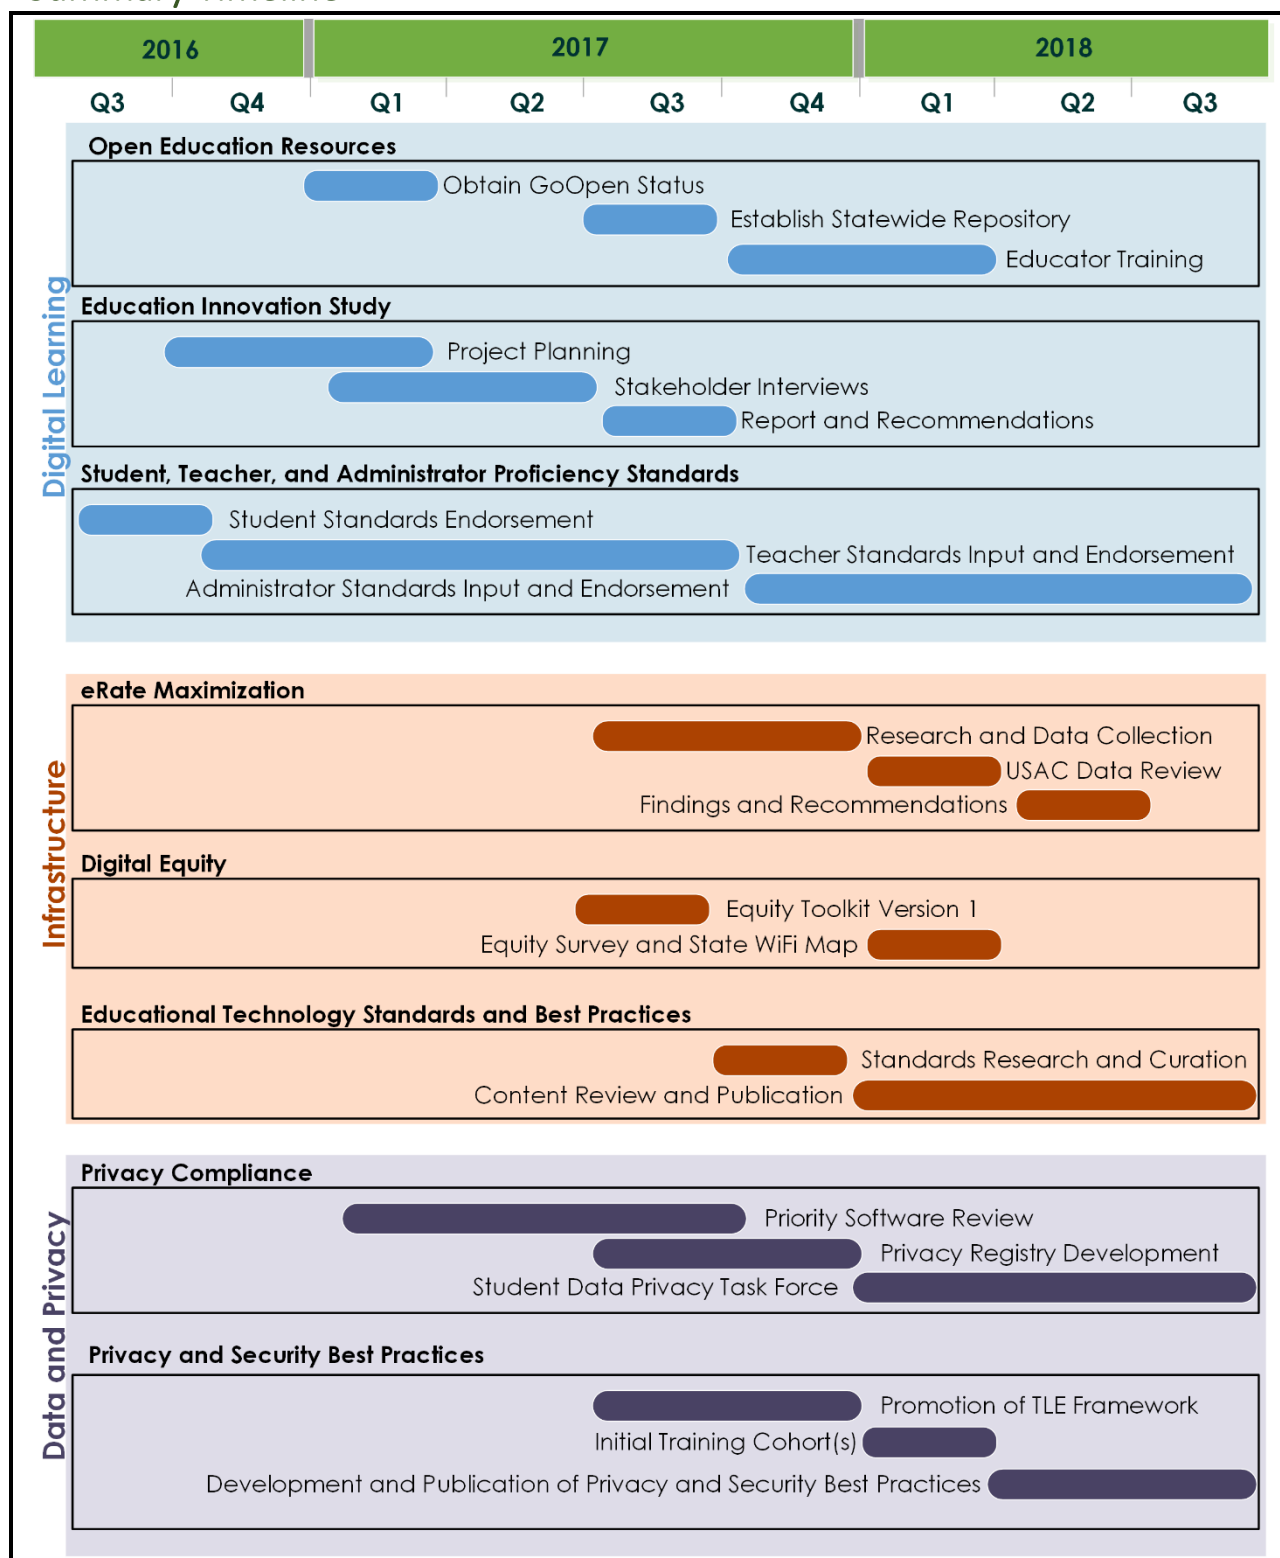 Summary Timeline
2016 2017 2018
Q3 Q4 Q1 Q2 Q3 Q4 Q1 Q2 Q3
Digital Learning
Open Education Resources
Obtain GoOpen Status
Establish Statewide Repository
Educator Training
Education Innovation Study
Project Planning
Stakeholder Interviews
Report and Recommendations
Student, Teacher, and Administrator Proficiency Standards
Student Standards Endorsement
Teacher Standards Input and Endorsement
Administrator Standards Input and Endorsement
Infrastructure
eRate Maximization
Research and Data Collection
USAC Data Review
Findings and Recommendations
Digital Equity
Equity Toolkit Version 1
Equity Survey and State WiFi Map
Educational Technology Standards and Best Practices
Standards Research and Curation
Content Review and Publication
Data and Privacy
Privacy Compliance
Priority Software Review
Privacy Registry Development
Student Data Privacy Task Force
Privacy and Security Best Practices
Promotion of TLE Framework
Initial Training Cohort(s)
Development and Publication of Privacy and Security Best Practices